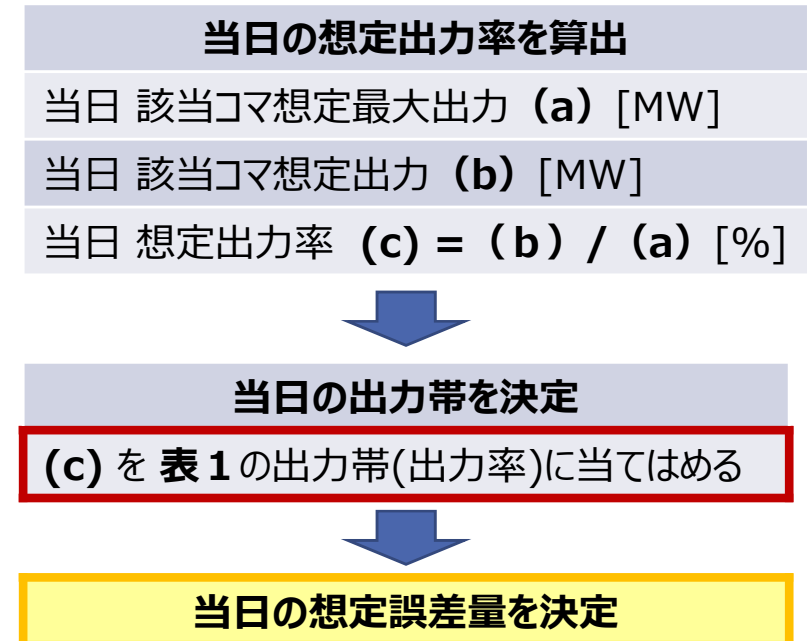 当日の想定出力率を算出
当日 該当コマ想定最大出力（a）[MW]
当日 該当コマ想定出力（b）[MW]
当日 想定出力率 (c) =（b）/（a）[%]
当日の出力帯を決定
(c) を 表１の出力帯(出力率)に当てはめる
当日の想定誤差量を決定